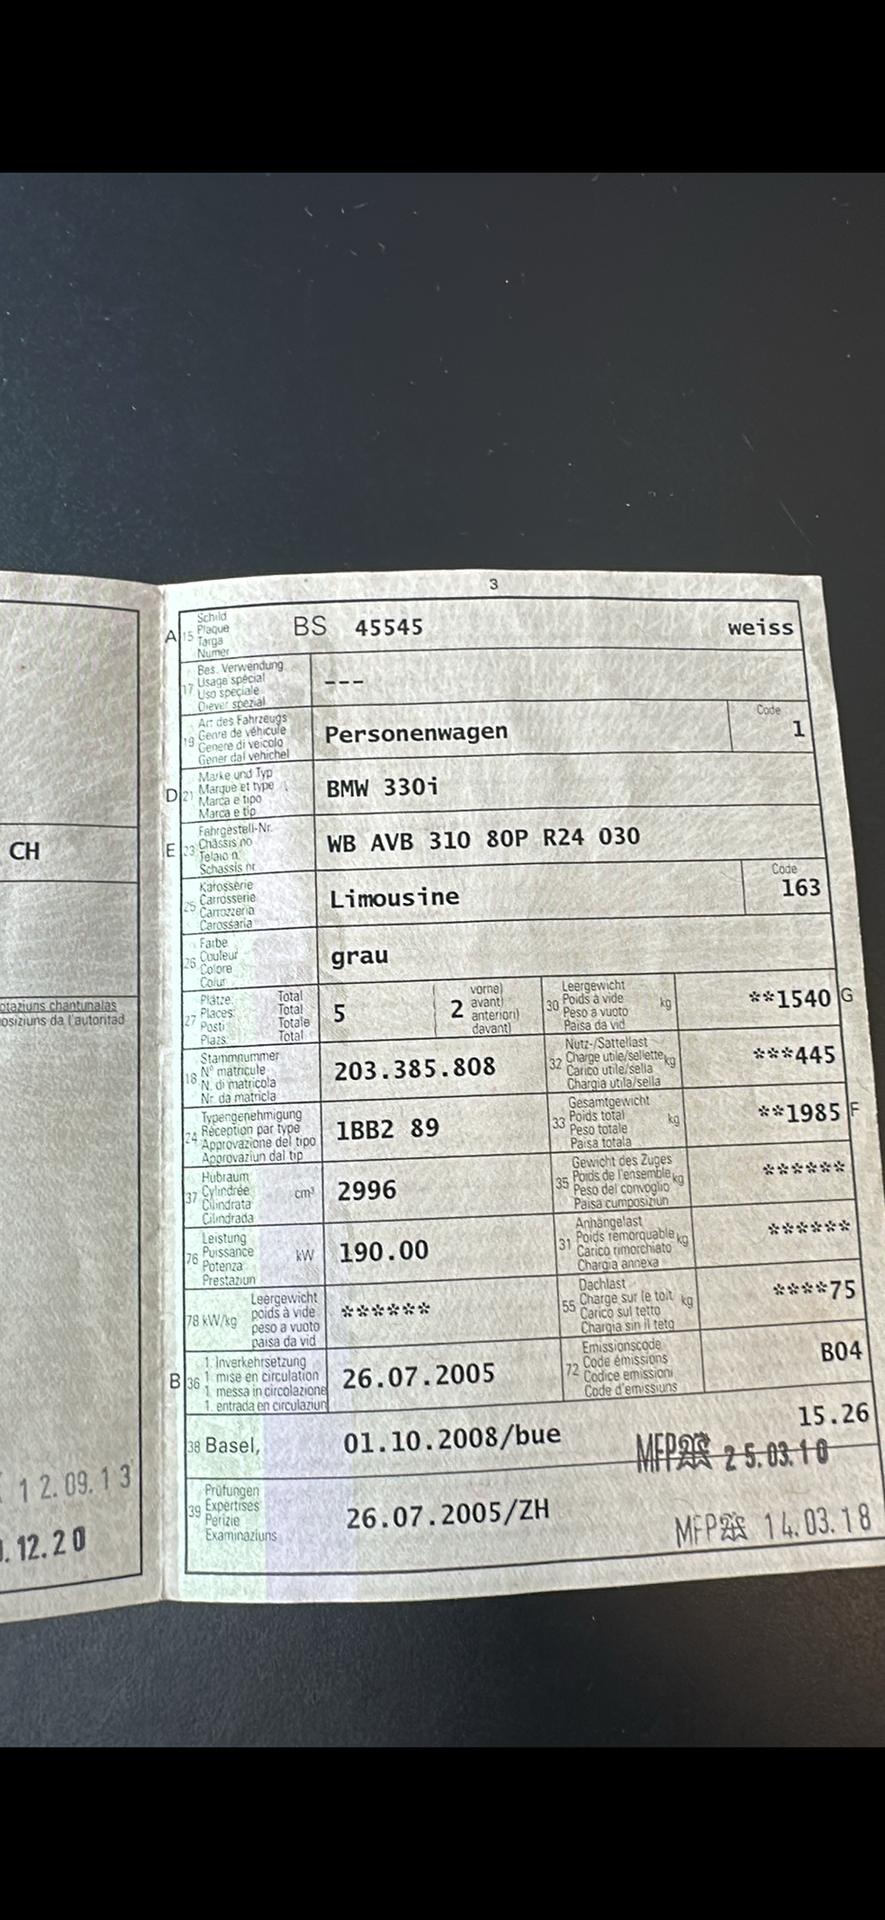 3
A 15 Schild
Plaque
Targa
Numer
BS 45545 weiss
17 Bes. Verwendung
Usage spécial
Uso speciale
Diever spezial
---
19 Art des Fahrzeugs
Genre de véhicule
Genere di veicolo
Gener dal vehichel
Personenwagen
Code
1
D 21 Marke und Typ
Marque et type
Marca e tipo
Marca e tip
BMW 330i
E 23 Fahrgestell-Nr.
Châssis no
Telaio n.
Schassis nr.
WB AVB 310 80P R24 030
25 Karosserie
Carrosserie
Carrozzeria
Carossaria
Limousine
Code
163
26 Farbe
Couleur
Colore
Colur
grau
27 Plätze Total
Places Total
Posti Totale
Plazs Total
5
2
vorne)
avant)
anteriori)
davant)
30 Leergewicht
Poids à vide
Peso a vuoto
Paisa da vid
kg
**1540 G
18 Stammnummer
N° matricule
N. di matricola
Nr. da matricla
203.385.808
32 Nutz-/Sattellast
Charge utile/sellette kg
Carico utile/sella
Chargia utila/sella
***445
24 Typengenehmigung
Réception par type
Approvazione del tipo
Approvaziun dal tip
1BB2 89
33 Gesamtgewicht
Poids total
Peso totale
Paisa totala
kg
**1985 F
37 Hubraum
Cylindrée
Cilindrata
Cilindrada
cm³
2996
35 Gewicht des Zuges
Poids de l'ensemble kg
Peso del convoglio
Paisa cumposiziun
******
76 Leistung
Puissance
Potenza
Prestaziun
kW
190.00
31 Anhängelast
Poids remorquable kg
Carico rimorchiato
Chargia annexa
******
78 kW/kg
Leergewicht
poids à vide
peso a vuoto
paisa da vid
******
55 Dachlast
Charge sur le toit kg
Carico sul tetto
Chargia sin il tetg
****75
B 36 1. Inverkehrsetzung
1 mise en circulation
1 messa in circolazione
1. entrada en circulaziun
26.07.2005
72 Emissionscode
Code émissions
Codice emissioni
Code d'emissiuns
B04
38 Basel,
01.10.2008/bue
15.26
MFP 25.03.10
39 Prüfungen
Expertises
Perizie
Examinaziuns
26.07.2005/ZH
MFP 14.03.18
CH
otaziuns chantunalas
osiziuns da l'autoritad
12.09.13
.12.20